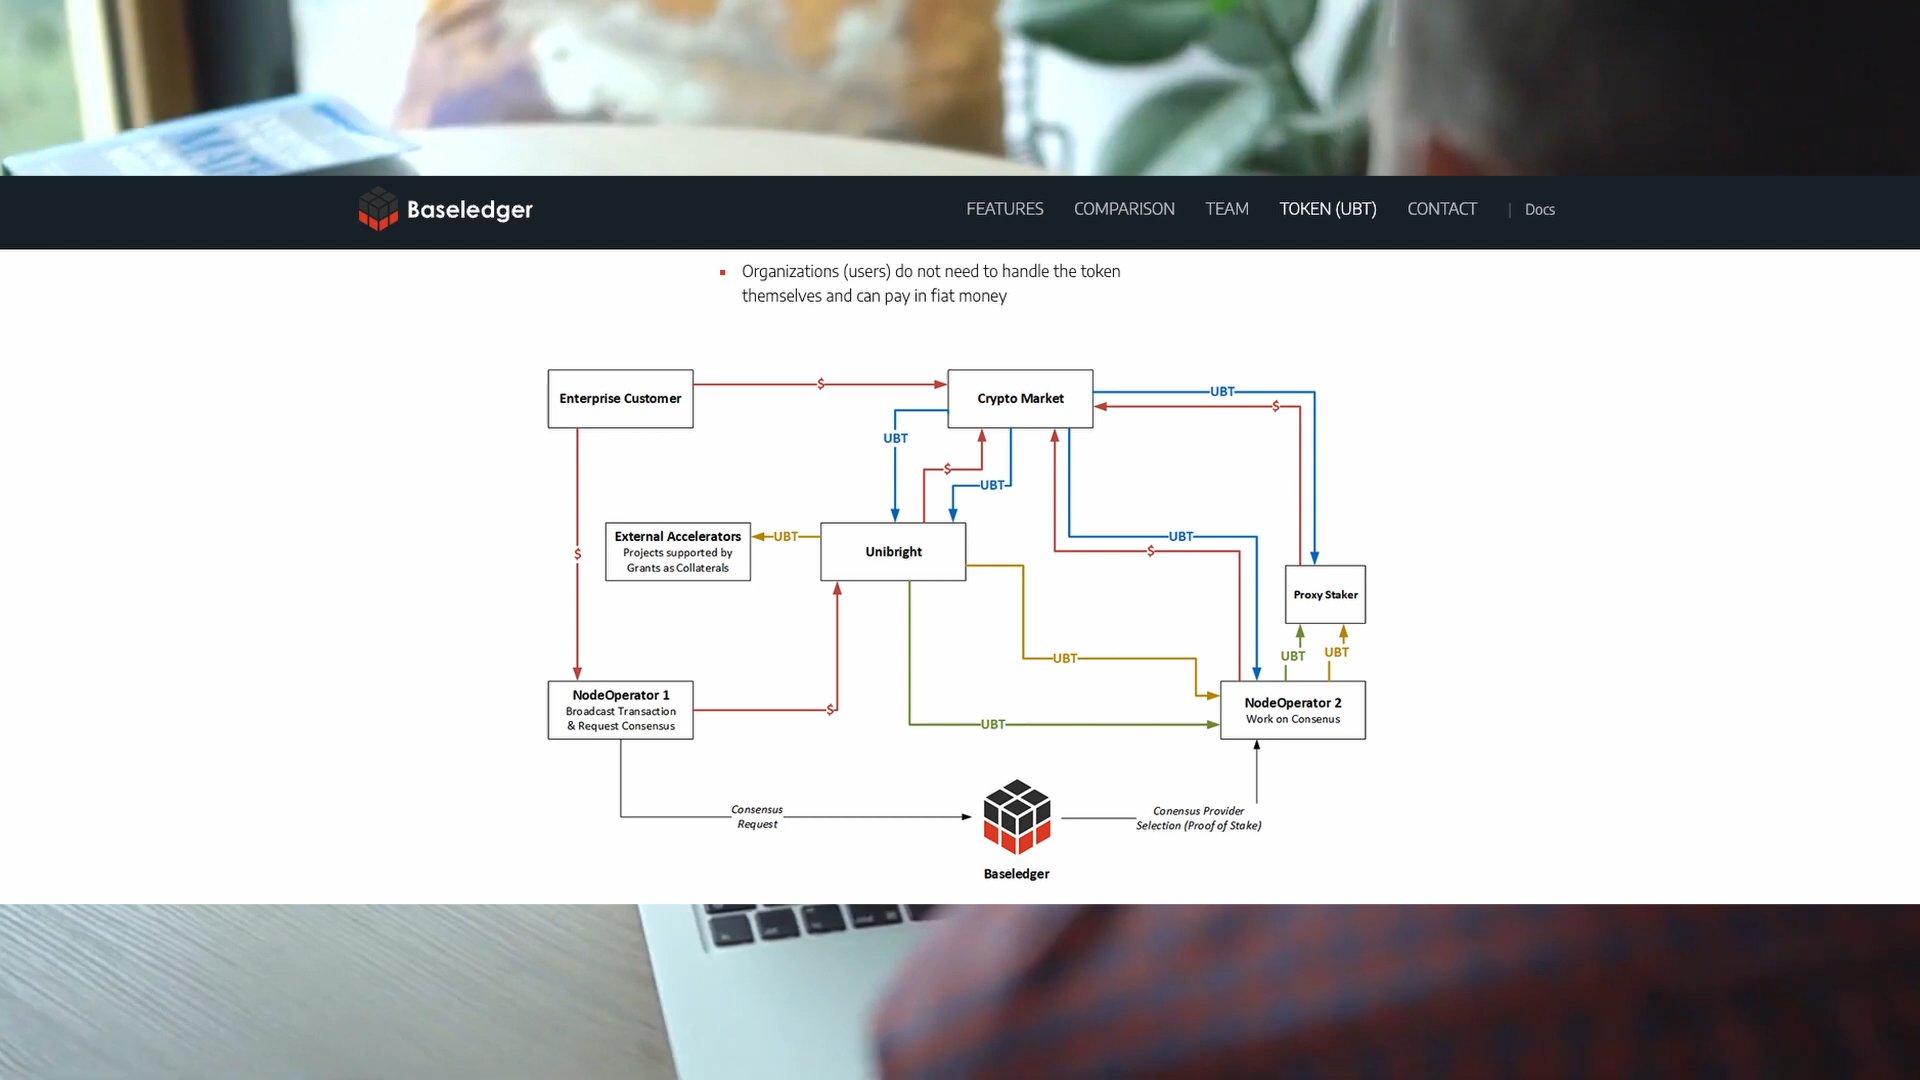 Baseledger
FEATURES
COMPARISON
TEAM
TOKEN (UBT)
CONTACT
|
Docs
Organizations (users) do not need to handle the token
themselves and can pay in fiat money
Enterprise Customer
$
Crypto Market
UBT
$
UBT
$
UBT
External Accelerators
Projects supported by
Grants as Collaterals
UBT
Unibright
UBT
$
$
Proxy Staker
UBT
UBT
UBT
NodeOperator 1
Broadcast Transaction
& Request Consensus
$
UBT
NodeOperator 2
Work on Consenus
Consensus
Request
Conensus Provider
Selection (Proof of Stake)
Baseledger